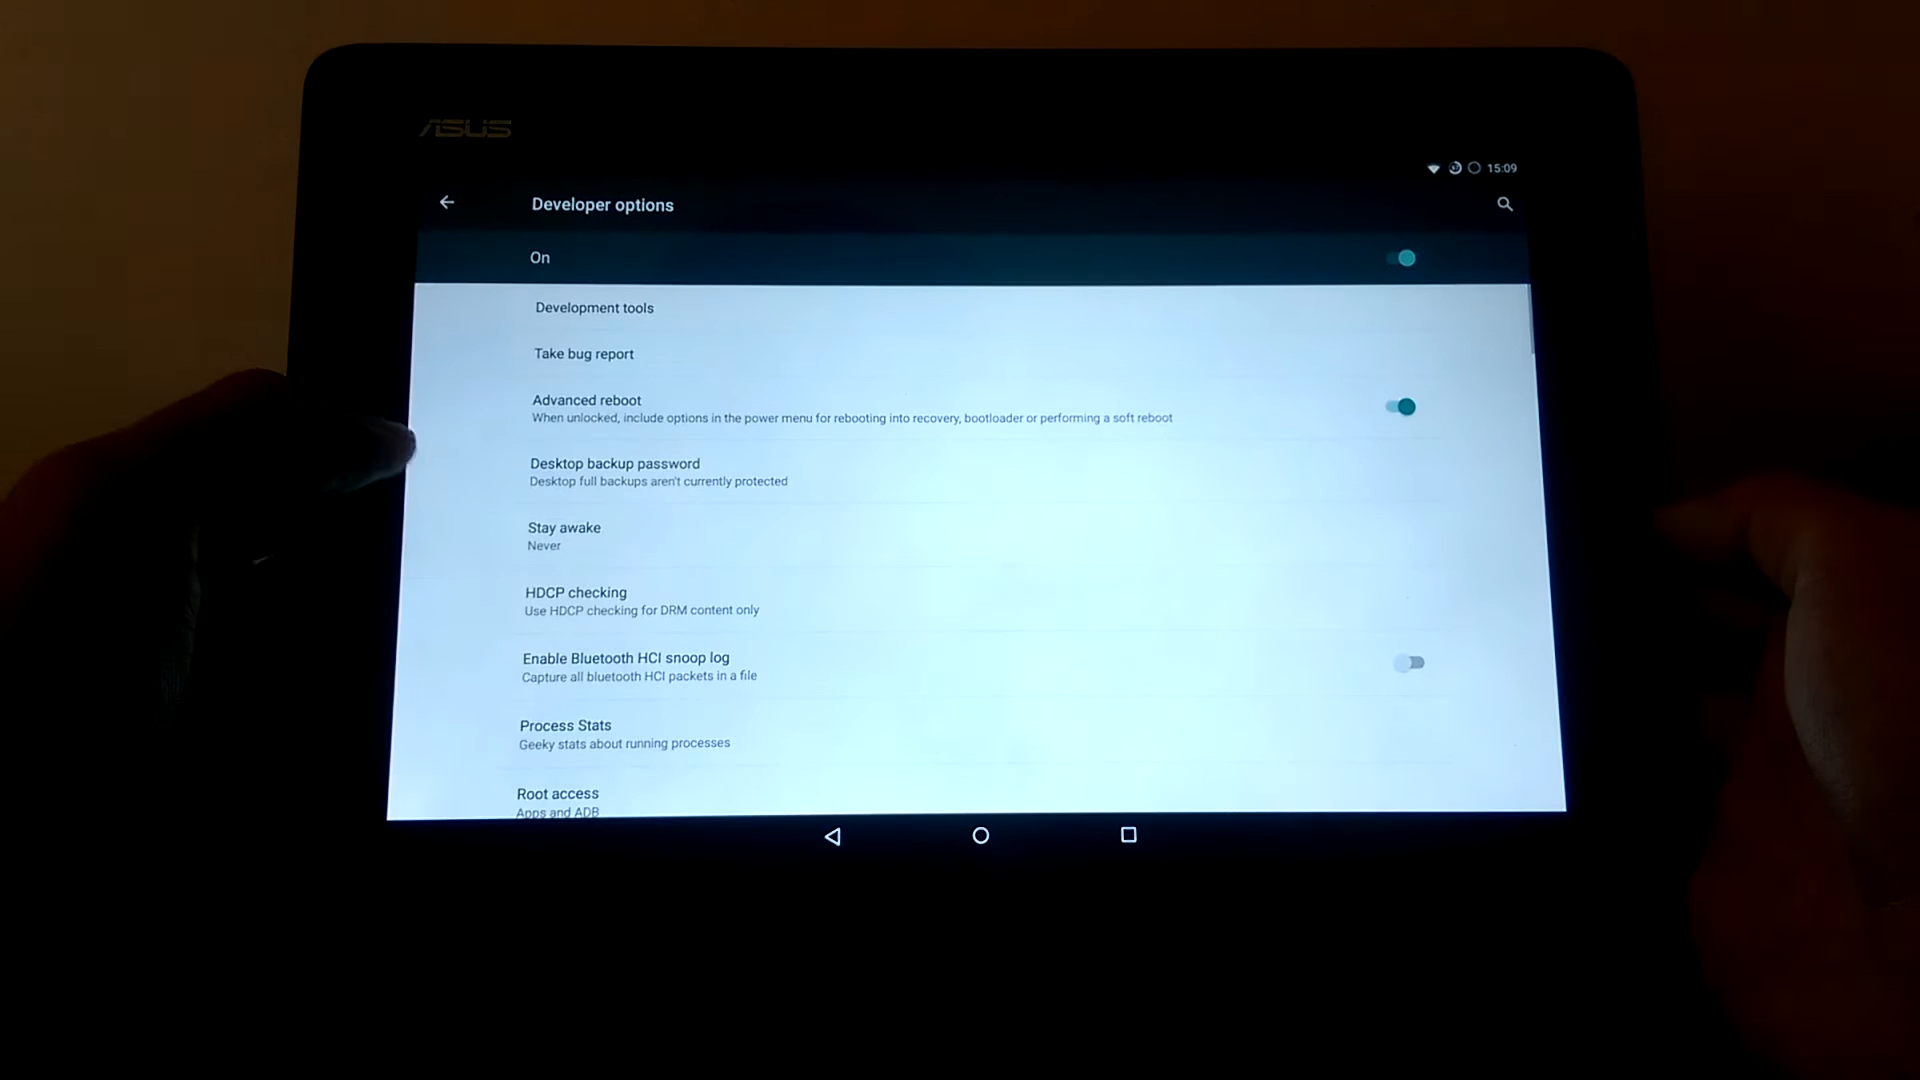 ASUS
15:09
Developer options
On
Development tools
Take bug report
Advanced reboot
When unlocked, include options in the power menu for rebooting into recovery, bootloader or performing a soft reboot
Desktop backup password
Desktop full backups aren't currently protected
Stay awake
Never
HDCP checking
Use HDCP checking for DRM content only
Enable Bluetooth HCI snoop log
Capture all bluetooth HCI packets in a file
Process Stats
Geeky stats about running processes
Root access
Apps and ADB